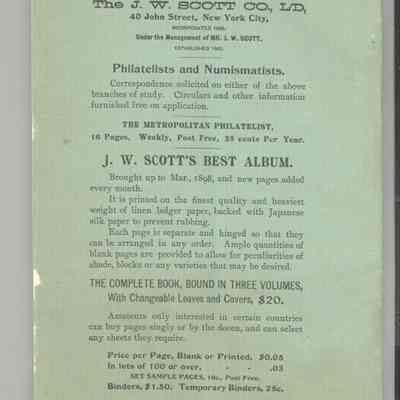 The J. W. SCOTT CO., L'D,
40 John Street, New York City,
Under the Management of MR. J. W. SCOTT,
Philatelists and Numismatists.
Correspondence solicited on either of the above
branches of study. Circulars and other information
furnished free on application.
THE METROPOLITAN PHILATELIST,
16 Pages. Weekly, Post Free, 25 cents Per Year.
J. W. SCOTT'S BEST ALBUM.
Brought up to Mar., 1898, and new pages added
every month.
It is printed on the finest quality and heaviest
weight of linen ledger paper, backed with Japanese
silk paper to prevent rubbing.
Each page is separate and hinged so that they
can be arranged in any order. Ample quantities of
blank pages are provided to allow for peculiarities of
shade, blocks or any varieties that may be desired.
THE COMPLETE BOOK, BOUND IN THREE VOLUMES,
With Changeable Leaves and Covers, $20.
Amateurs only interested in certain countries
can buy pages singly or by the dozen, and can select
any sheets they require.
Price per Page, Blank or Printed, $0.05
In lots of 100 or over, - - .03
SET SAMPLE PAGES, 10c., Post Free.
Binders, $1.50. Temporary Binders, 25c.